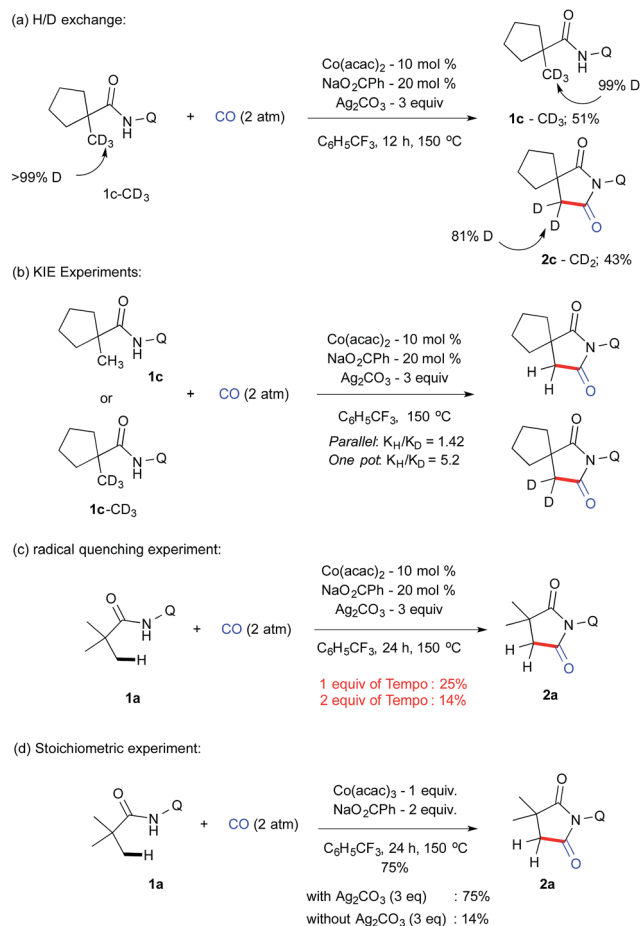 (a) H/D exchange:
O
N
H
Q
CD3
>99% D
1c-CD3
+
CO (2 atm)
Co(acac)2 - 10 mol %
NaO2CPh - 20 mol %
Ag2CO3 - 3 equiv
C6H5CF3, 12 h, 150 ºC
O
NH
Q
CD3
99% D
1c - CD3; 51%
O
N
Q
D
D
O
81% D
2c - CD2; 43%
(b) KIE Experiments:
O
N
H
Q
CH3
1c
or
O
N
H
Q
CD3
1c-CD3
+
CO (2 atm)
Co(acac)2 - 10 mol %
NaO2CPh - 20 mol %
Ag2CO3 - 3 equiv
C6H5CF3, 150 ºC
Parallel: KH/KD = 1.42
One pot: KH/KD = 5.2
O
N
Q
H
H
O
O
N
Q
D
D
O
(c) radical quenching experiment:
O
N
H
Q
H
1a
+
CO (2 atm)
Co(acac)2 - 10 mol %
NaO2CPh - 20 mol %
Ag2CO3 - 3 equiv
C6H5CF3, 24 h, 150 ºC
1 equiv of Tempo : 25%
2 equiv of Tempo : 14%
O
N
Q
H
H
O
2a
(d) Stoichiometric experiment:
O
N
H
Q
H
1a
+
CO (2 atm)
Co(acac)3 - 1 equiv.
NaO2CPh - 2 equiv.
C6H5CF3, 24 h, 150 ºC
75%
with Ag2CO3 (3 eq) : 75%
without Ag2CO3 (3 eq) : 14%
O
N
Q
H
H
O
2a